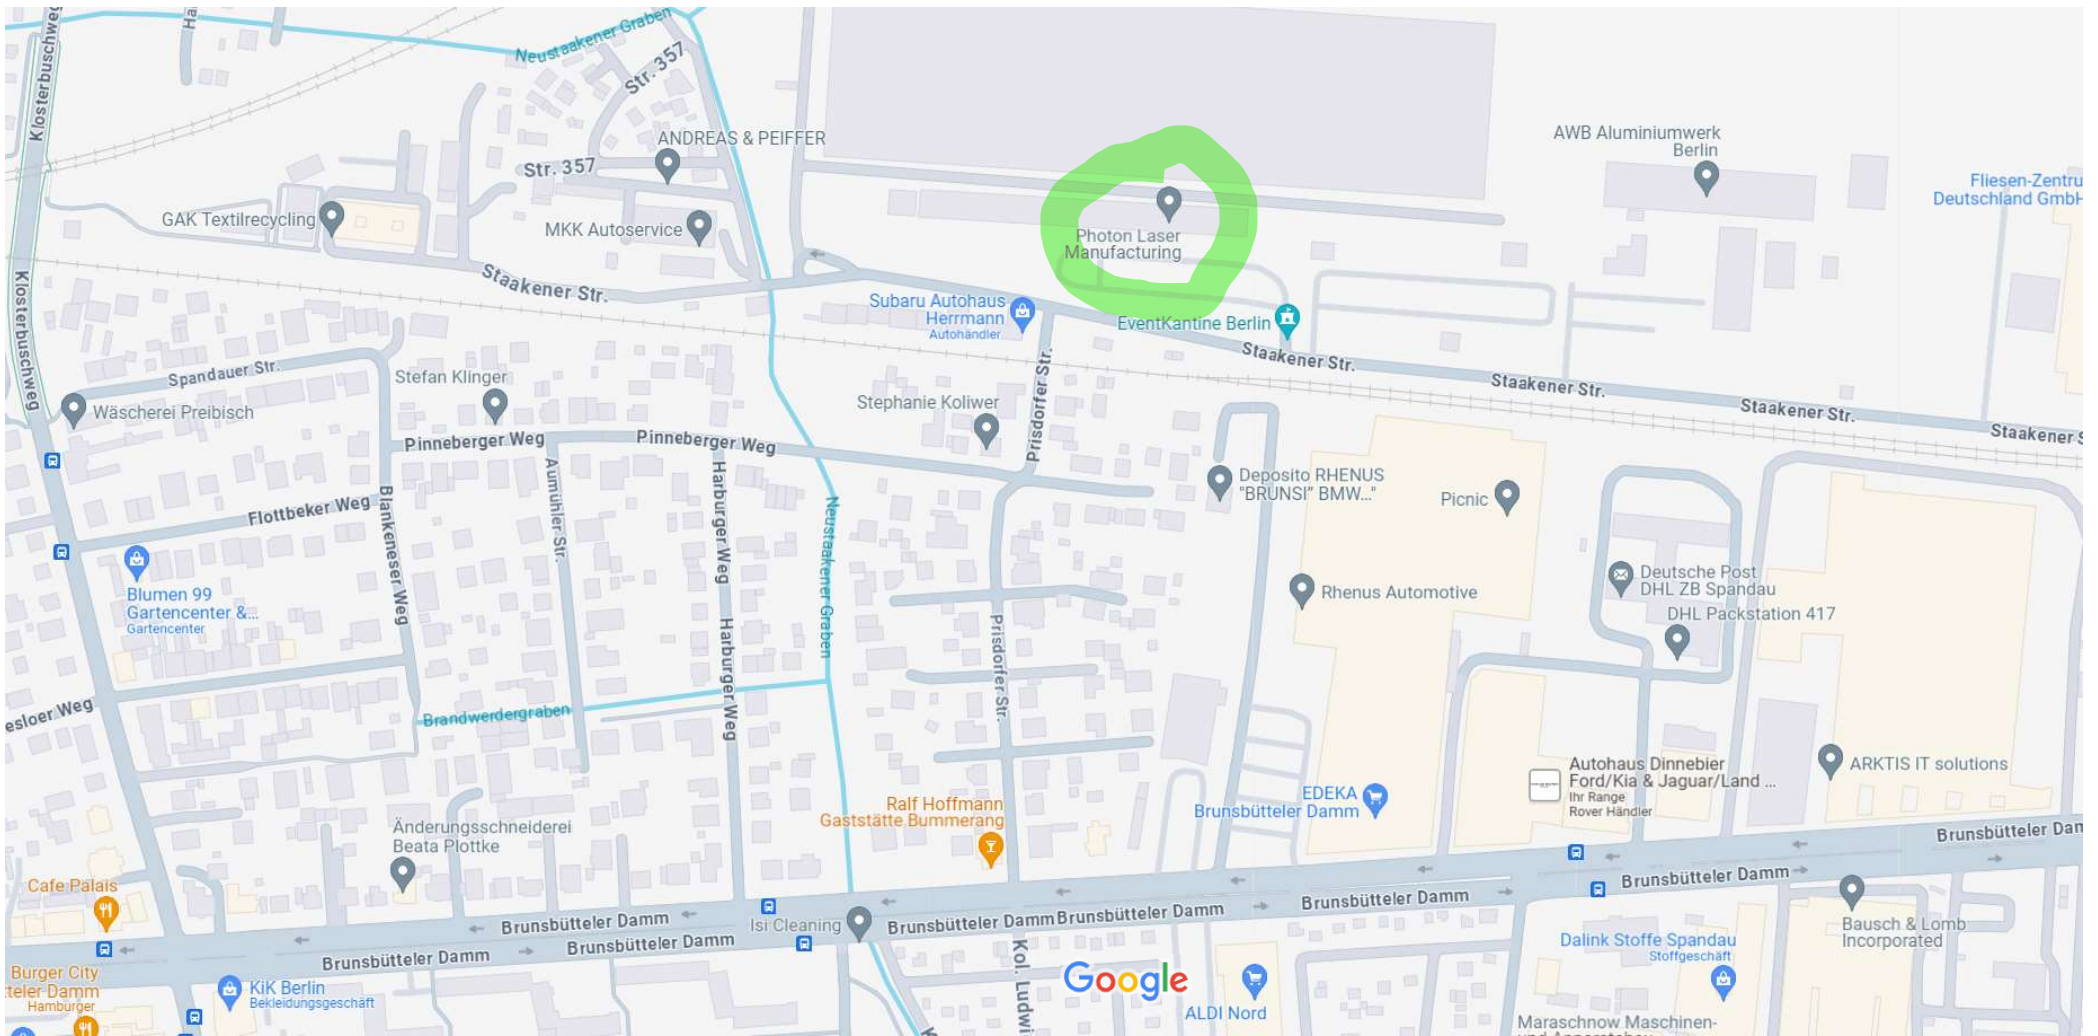 Klosterbuschweg
Neustaakener Graben
Str. 357
ANDREAS & PEIFFER
Str. 357
AWB Aluminiumwerk
Berlin
Fliesen-Zentru
Deutschland GmbH
GAK Textilrecycling
MKK Autoservice
Photon Laser
Manufacturing
Staakener Str.
Subaru Autohaus
Herrmann
Autohändler
EventKantine Berlin
Staakener Str.
Staakener Str.
Staakener Str.
Staakener S
Klosterbuschweg
Spandauer Str.
Stefan Klinger
Wäscherei Preibisch
Stephanie Koliwer
Prisdorfer Str.
Pinneberger Weg
Pinneberger Weg
Aumühler Str.
Harburger Weg
Deposito RHENUS
"BRUNSI" BMW..."
Picnic
Flottbeker Weg
Blankeneser Weg
Neustaakener Graben
Blumen 99
Gartencenter &...
Gartencenter
Rhenus Automotive
Deutsche Post
DHL ZB Spandau
DHL Packstation 417
Harburger Weg
Prisdorfer Str.
esloer Weg
Brandwerdergraben
Autohaus Dinnebier
Ford/Kia & Jaguar/Land ...
Ihr Range
Rover Händler
ARKTIS IT solutions
EDEKA
Brunsbütteler Damm
Ralf Hoffmann
Gaststätte Bummerang
Änderungsschneiderei
Beata Plottke
Cafe Palais
Brunsbütteler Dam
Brunsbütteler Damm
Brunsbütteler Damm
Brunsbütteler Damm
Brunsbütteler Damm
Brunsbütteler Damm
Brunsbütteler Damm
Brunsbütteler Damm
Isi Cleaning
Bausch & Lomb
Incorporated
Dalink Stoffe Spandau
Stoffgeschäft
Kol. Ludwi
Burger City
teler Damm
Hamburger
KiK Berlin
Bekleidungsgeschäft
Google
ALDI Nord
Maraschnow Maschinen-